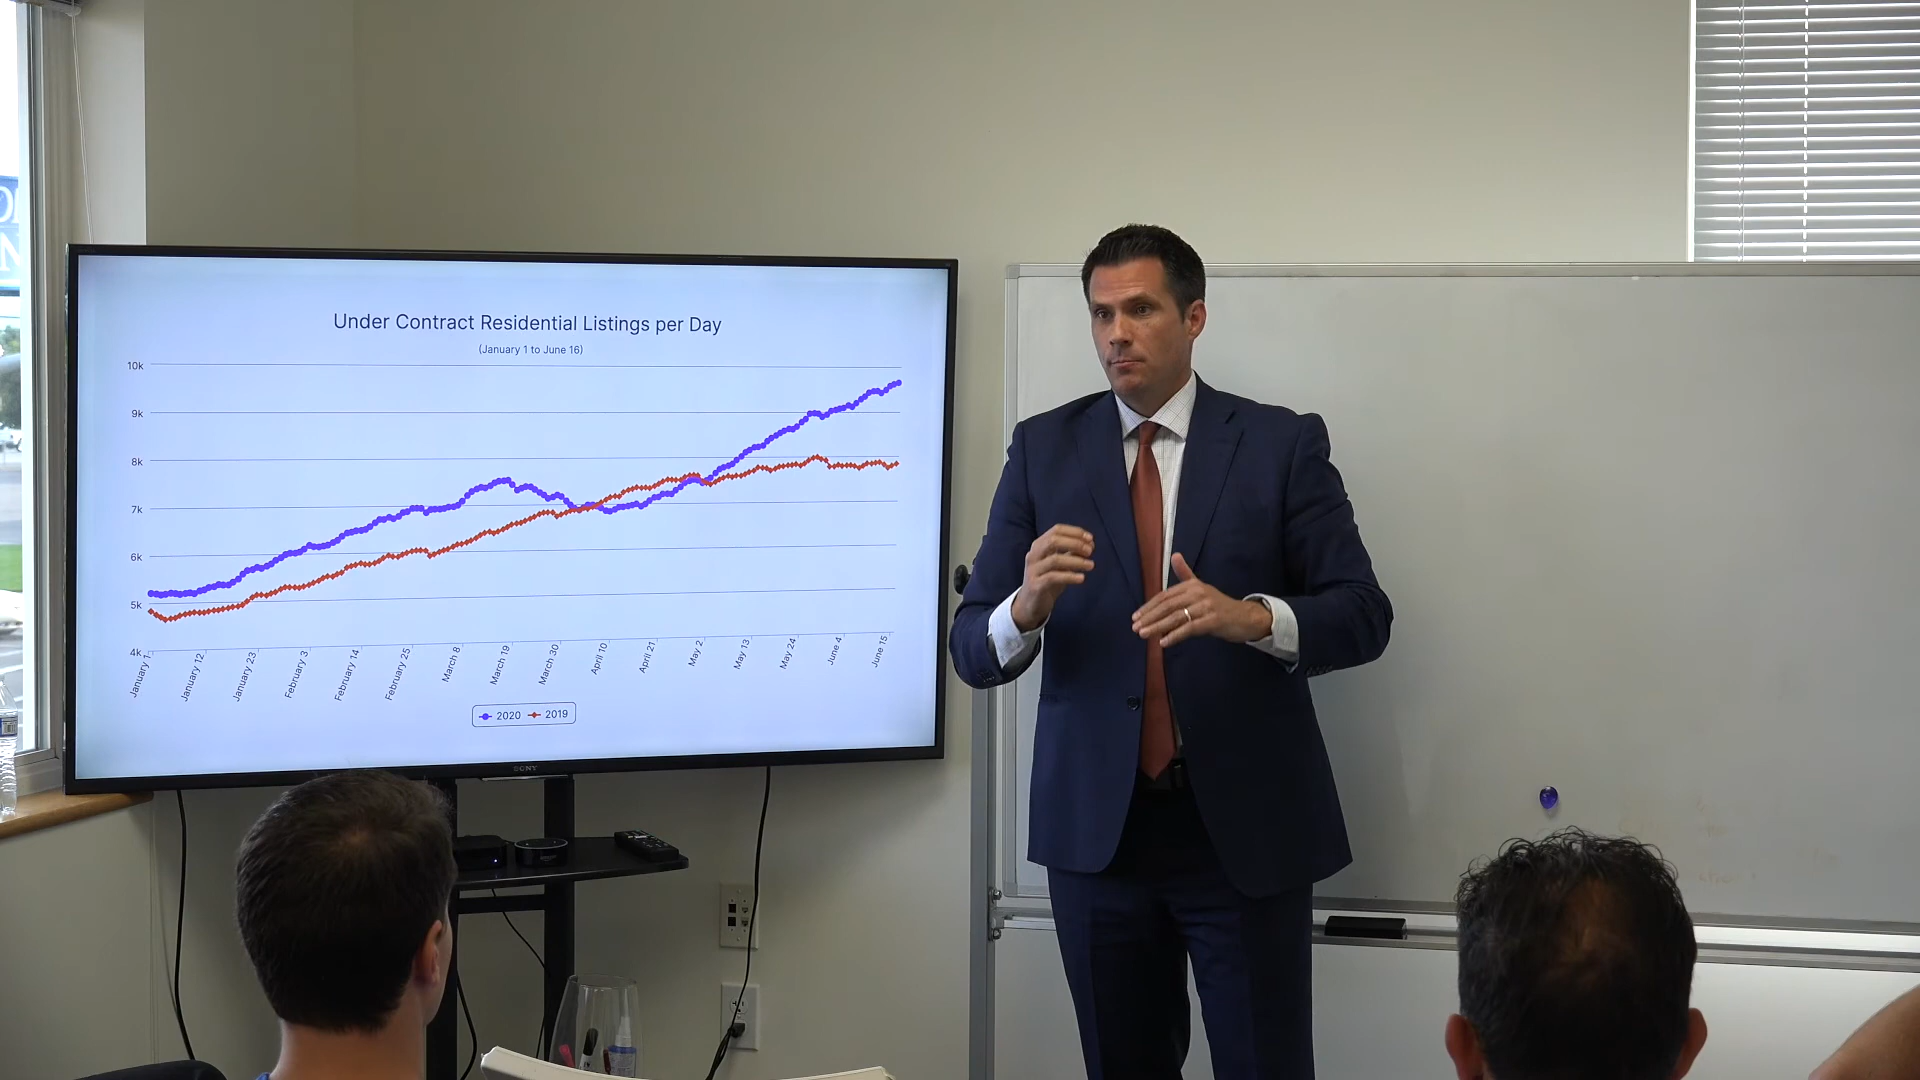 Under Contract Residential Listings per Day
(January 1 to June 16)
10k
9k
8k
7k
6k
5k
4k
January 1
January 12
January 23
February 3
February 14
February 25
March 8
March 19
March 30
April 10
April 21
May 2
May 13
May 24
June 4
June 15
2020 2019
SONY